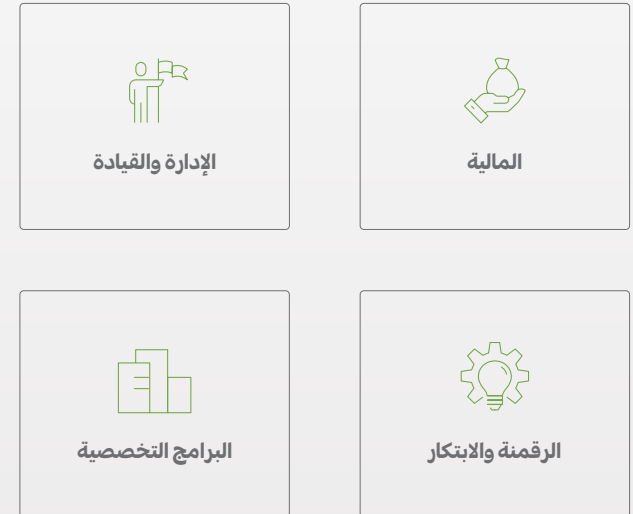 المالية
الإدارة والقيادة
الرقمنة والابتكار
البرامج التخصصية